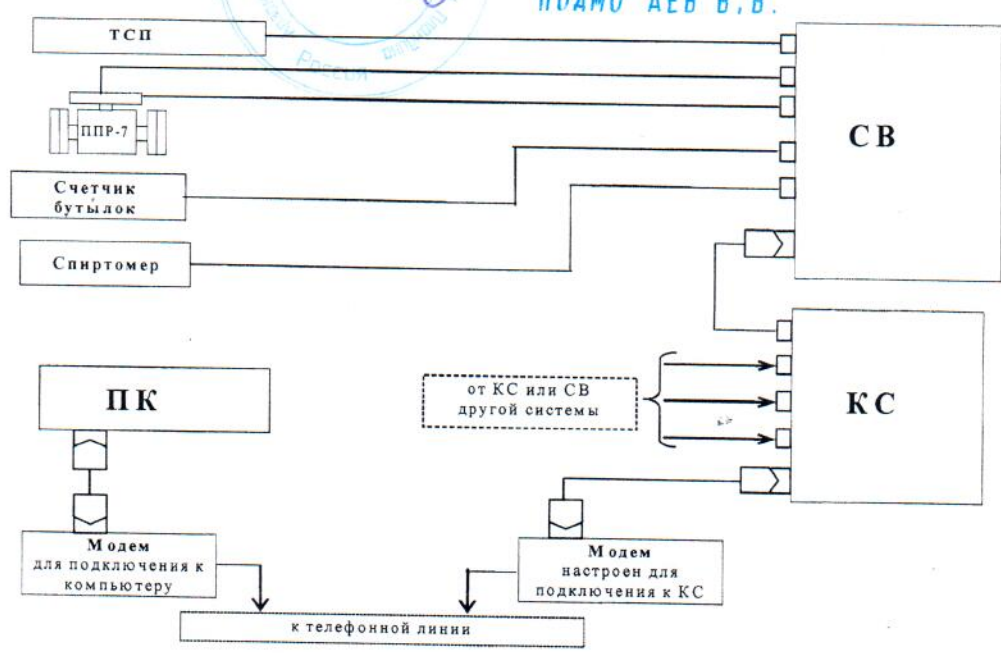 ТСП
ППР-7
СВ
Счетчик
бутылок
Спиртомер
ПК
от КС или СВ
другой системы
КС
Модем
для подключения к
компьютеру
Модем
настроен для
подключения к КС
к телефонной линии
России
В.В.